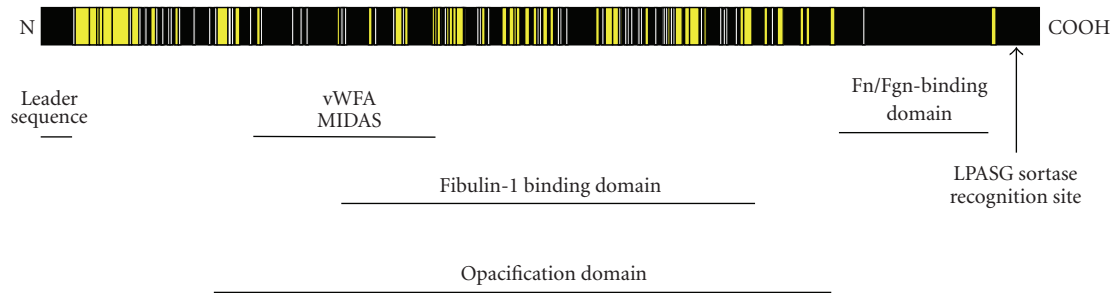 N
COOH
Leader
sequence
vWFA
MIDAS
Fn/Fgn-binding
domain
Fibulin-1 binding domain
LPASG sortase
recognition site
Opacification domain